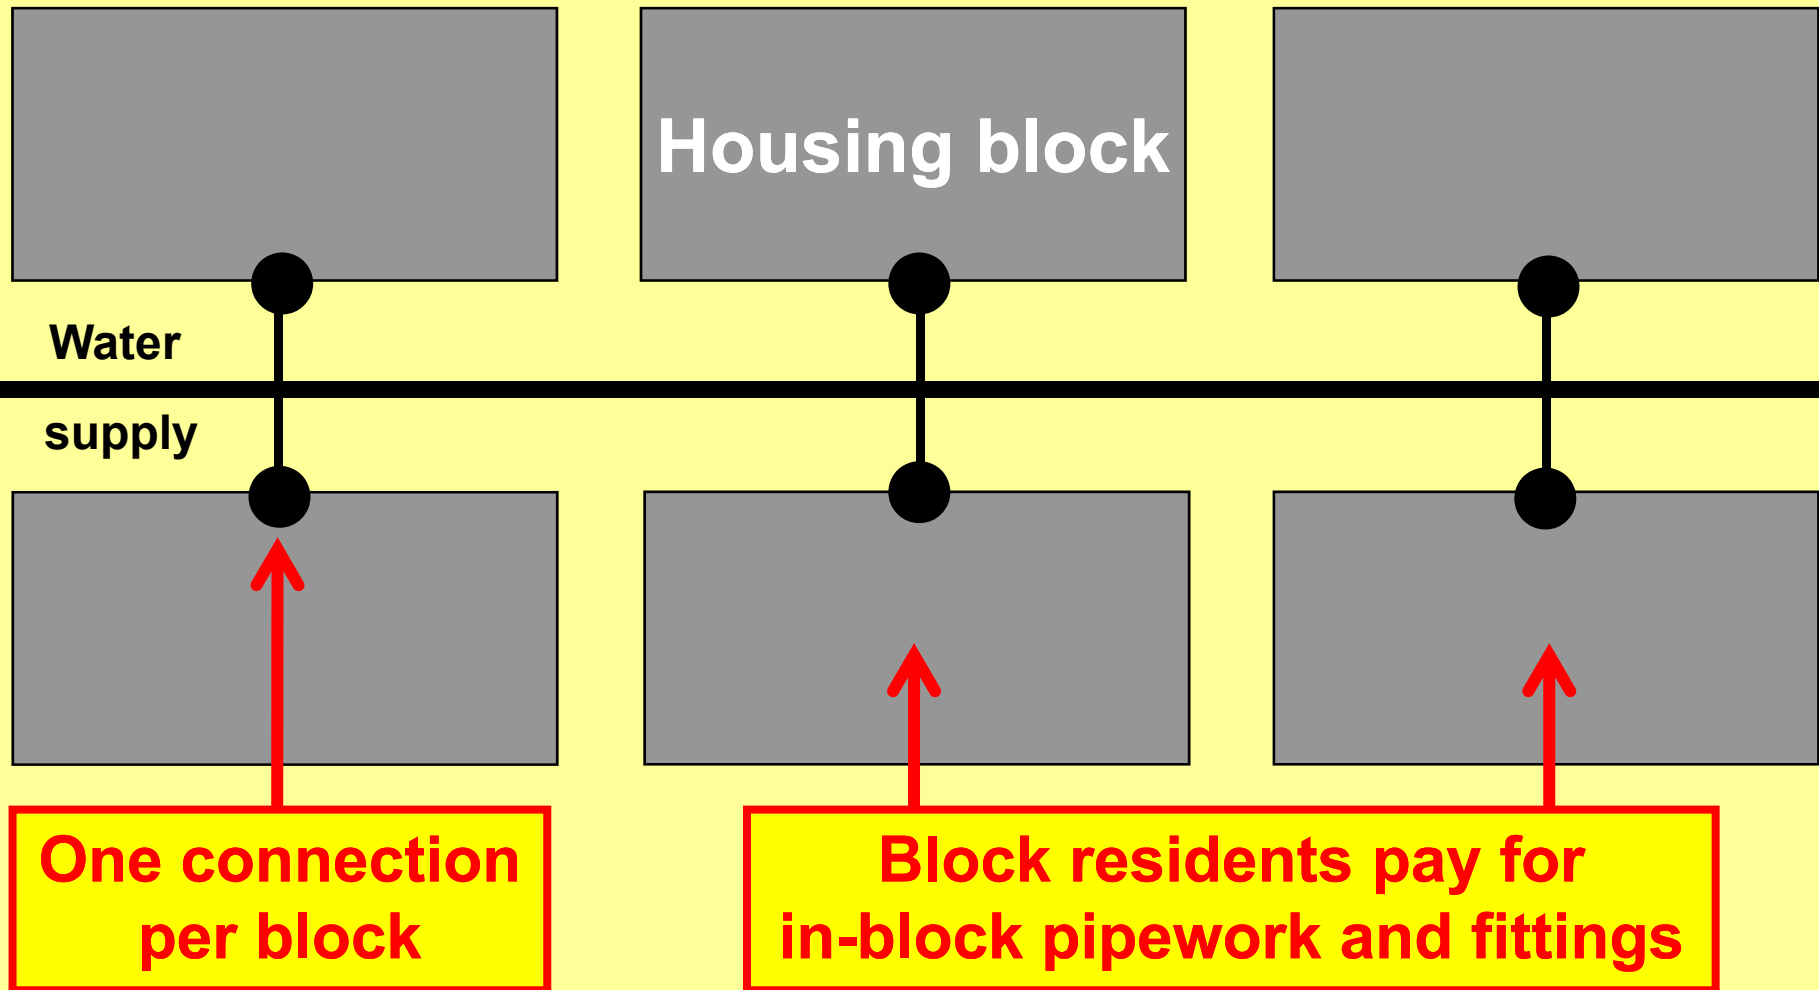 Housing block
Water
supply
One connection
per block
Block residents pay for
in-block pipework and fittings